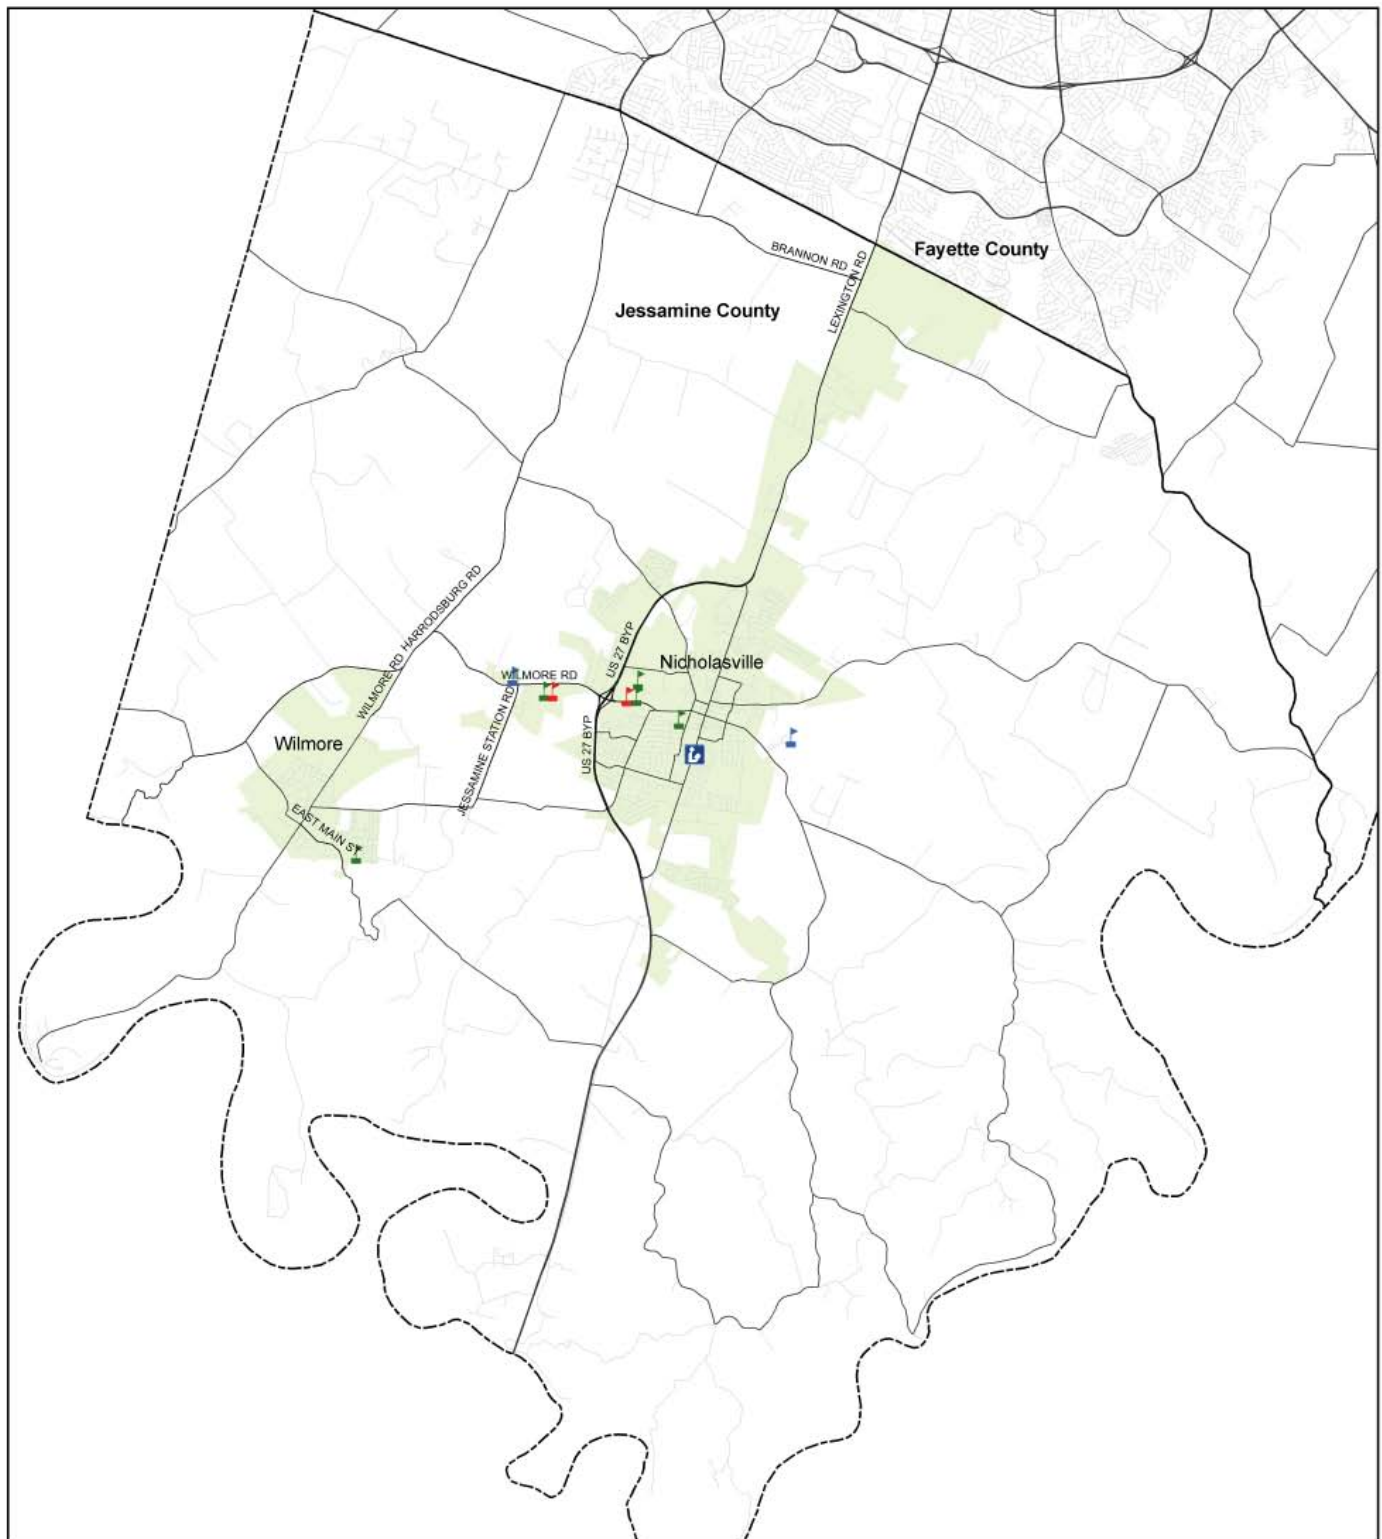 Fayette County
BRANNON RD
LEXINGTON RD
Jessamine County
HARRODSBURG RD
WILMORE RD
US 27 BYP
Nicholasville
WILMORE RD
JESSAMINE STATION RD
US 27 BYP
Wilmore
EAST MAIN ST